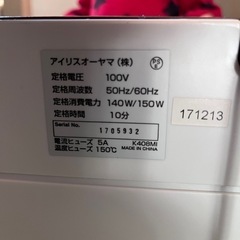 アイリスオーヤマ(株)
PSE
定格電圧 100V
定格周波数 50Hz/60Hz
定格消費電力 140W/150W
定格時間 10分
Serial No.
1705932
電流ヒューズ 5A K408MI
温度ヒューズ 150℃ MADE IN CHINA
171213